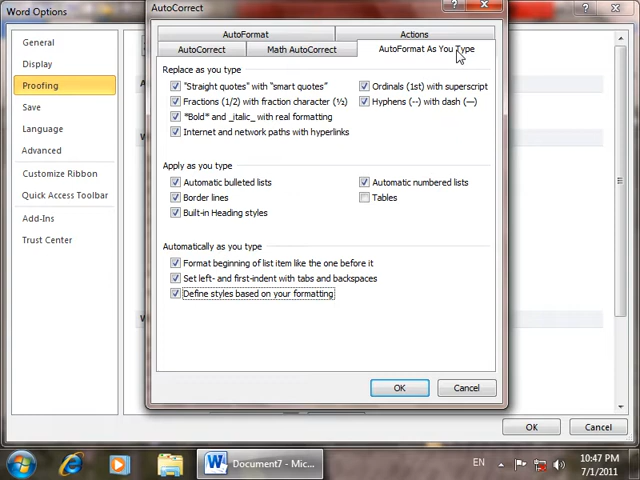 Word Options
AutoCorrect
AutoFormat
Actions
AutoCorrect
Math AutoCorrect
AutoFormat As You Type
General
Display
Proofing
Save
Language
Advanced
Customize Ribbon
Quick Access Toolbar
Add-Ins
Trust Center
Replace as you type
"Straight quotes" with “smart quotes”
Ordinals (1st) with superscript
Fractions (1/2) with fraction character (½)
Hyphens (--) with dash (—)
*Bold* and _italic_ with real formatting
Internet and network paths with hyperlinks
Apply as you type
Automatic bulleted lists
Automatic numbered lists
Border lines
Tables
Built-in Heading styles
Automatically as you type
Format beginning of list item like the one before it
Set left- and first-indent with tabs and backspaces
Define styles based on your formatting
OK
Cancel
OK
Cancel
Document7 - Mic...
EN
10:47 PM
7/1/2011